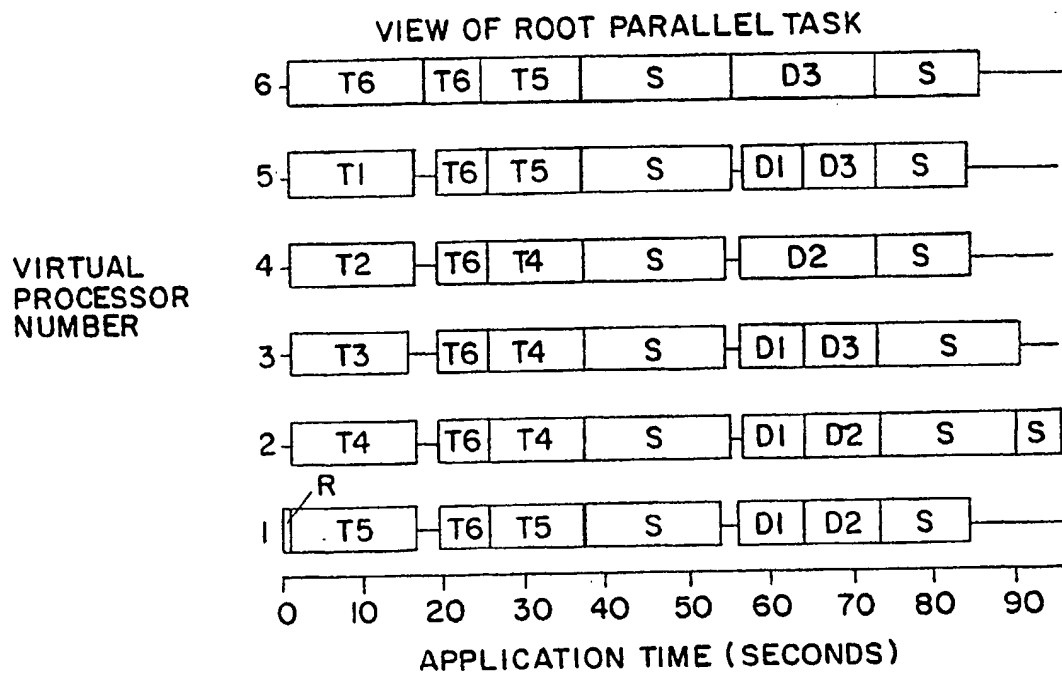 VIEW OF ROOT PARALLEL TASK
6 T6 T6 T5 S D3 S
5 T1 T6 T5 S D1 D3 S
4 T2 T6 T4 S D2 S
VIRTUAL
PROCESSOR
NUMBER
3 T3 T6 T4 S D1 D3 S
2 T4 T6 T4 S D1 D2 S S
R
1 T5 T6 T5 S D1 D2 S
0 10 20 30 40 50 60 70 80 90
APPLICATION TIME (SECONDS)